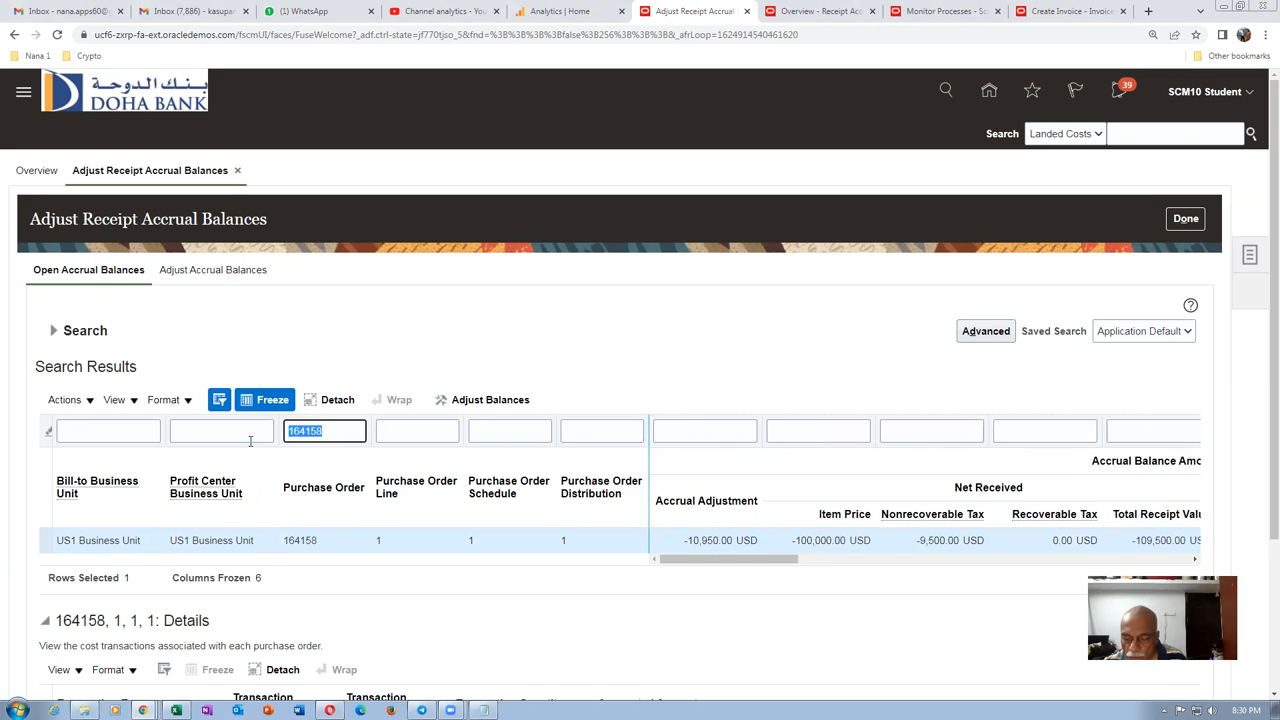 Inbox - nana.apps60@g
Inbox (7,886) - kasupar
(1) WhatsApp
Channel analytics - You
Analytics | Home
Adjust Receipt Accrual
Overview - Receipt Acc
Monitor Processes - Sc
Create Invoice - Invoice
ucf6-zxrp-fa-ext.oracledemos.com/fscmUI/faces/FuseWelcome?_adf.ctrl-state=jf770tjso_5&fnd=%3B%3B%3B%3Bfalse%3B256%3B%3B%3B&_afrLoop=1624914540461620
Nana 1
Crypto
Other bookmarks
بنك الدوحة
DOHA BANK
39
SCM10 Student
Search
Landed Costs
Overview
Adjust Receipt Accrual Balances
Adjust Receipt Accrual Balances
Done
Open Accrual Balances
Adjust Accrual Balances
Search
Advanced
Saved Search
Application Default
Search Results
Actions
View
Format
Freeze
Detach
Wrap
Adjust Balances
164158
Accrual Balance Amo
Bill-to Business Unit
Profit Center Business Unit
Purchase Order
Purchase Order Line
Purchase Order Schedule
Purchase Order Distribution
Accrual Adjustment
Net Received
Item Price
Nonrecoverable Tax
Recoverable Tax
Total Receipt Valu
US1 Business Unit
US1 Business Unit
164158
1
1
1
-10,950.00 USD
-100,000.00 USD
-9,500.00 USD
0.00 USD
-109,500.00 US
Rows Selected 1
Columns Frozen 6
164158, 1, 1, 1: Details
View the cost transactions associated with each purchase order.
View
Format
Freeze
Detach
Wrap
Transaction
Transaction
8:30 PM